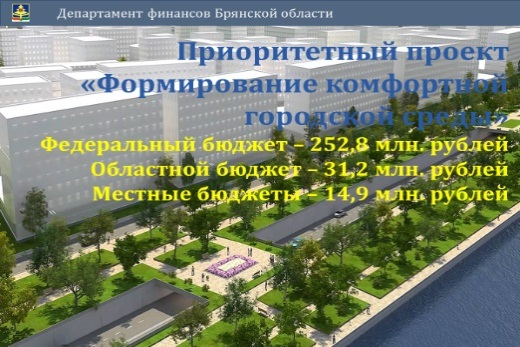 Департамент финансов Брянской области
Приоритетный проект
«Формирование комфортной
городской среды»
Федеральный бюджет – 252,8 млн. рублей
Областной бюджет – 31,2 млн. рублей
Местные бюджеты – 14,9 млн. рублей